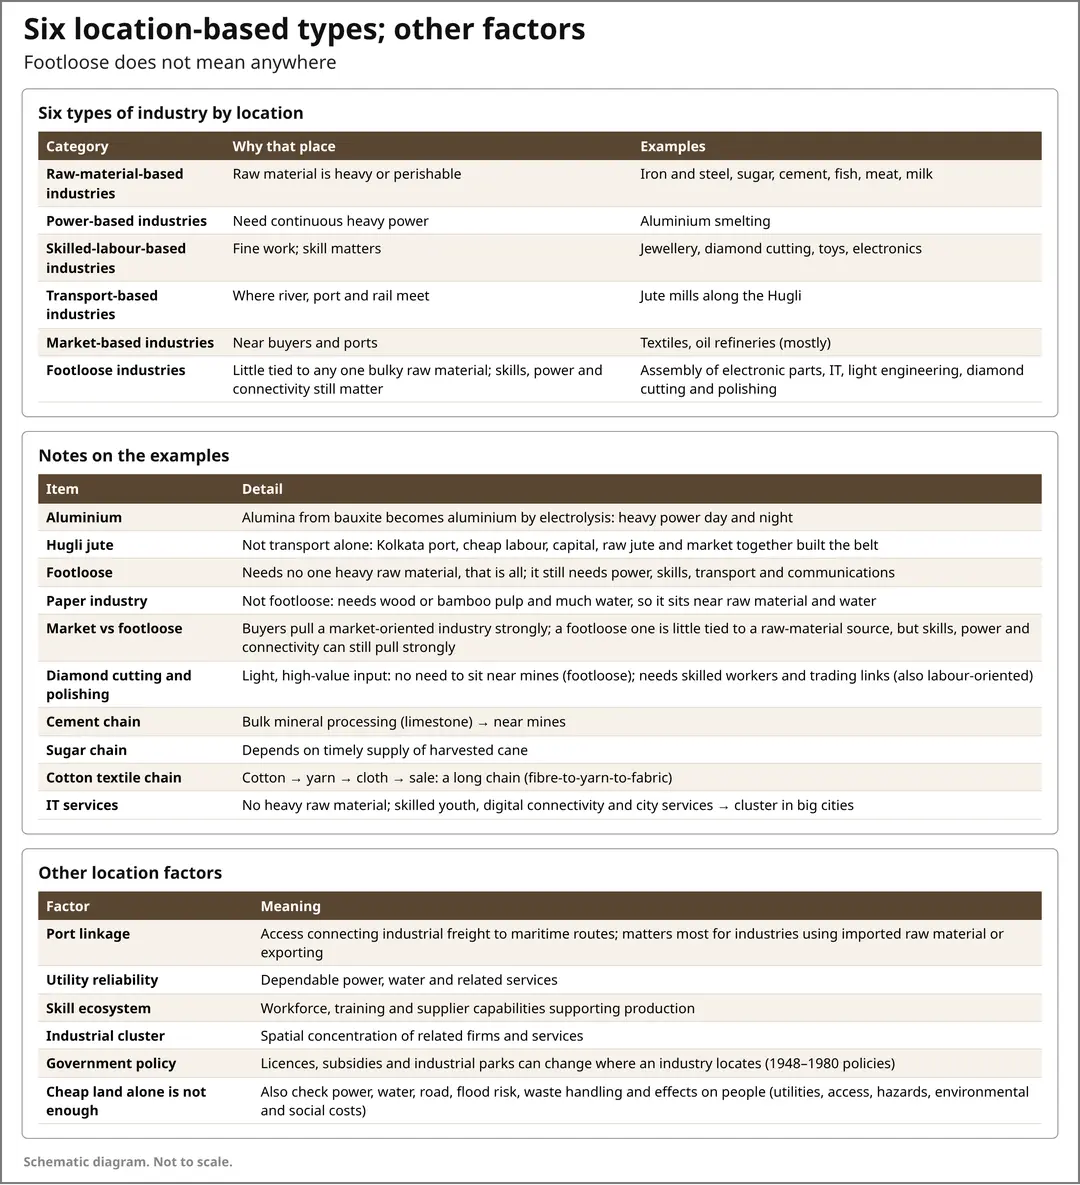 Six location-based types; other factors
Footloose does not mean anywhere
Six types of industry by location
Category Why that place Examples
Raw-material-based industries Raw material is heavy or perishable Iron and steel, sugar, cement, fish, meat, milk
Power-based industries Need continuous heavy power Aluminium smelting
Skilled-labour-based industries Fine work; skill matters Jewellery, diamond cutting, toys, electronics
Transport-based industries Where river, port and rail meet Jute mills along the Hugli
Market-based industries Near buyers and ports Textiles, oil refineries (mostly)
Footloose industries Little tied to any one bulky raw material; skills, power and connectivity still matter Assembly of electronic parts, IT, light engineering, diamond cutting and polishing
Notes on the examples
Item Detail
Aluminium Alumina from bauxite becomes aluminium by electrolysis: heavy power day and night
Hugli jute Not transport alone: Kolkata port, cheap labour, capital, raw jute and market together built the belt
Footloose Needs no one heavy raw material, that is all; it still needs power, skills, transport and communications
Paper industry Not footloose: needs wood or bamboo pulp and much water, so it sits near raw material and water
Market vs footloose Buyers pull a market-oriented industry strongly; a footloose one is little tied to a raw-material source, but skills, power and connectivity can still pull strongly
Diamond cutting and polishing Light, high-value input: no need to sit near mines (footloose); needs skilled workers and trading links (also labour-oriented)
Cement chain Bulk mineral processing (limestone) → near mines
Sugar chain Depends on timely supply of harvested cane
Cotton textile chain Cotton → yarn → cloth → sale: a long chain (fibre-to-yarn-to-fabric)
IT services No heavy raw material; skilled youth, digital connectivity and city services → cluster in big cities
Other location factors
Factor Meaning
Port linkage Access connecting industrial freight to maritime routes; matters most for industries using imported raw material or exporting
Utility reliability Dependable power, water and related services
Skill ecosystem Workforce, training and supplier capabilities supporting production
Industrial cluster Spatial concentration of related firms and services
Government policy Licences, subsidies and industrial parks can change where an industry locates (1948–1980 policies)
Cheap land alone is not enough Also check power, water, road, flood risk, waste handling and effects on people (utilities, access, hazards, environmental and social costs)
Schematic diagram. Not to scale.